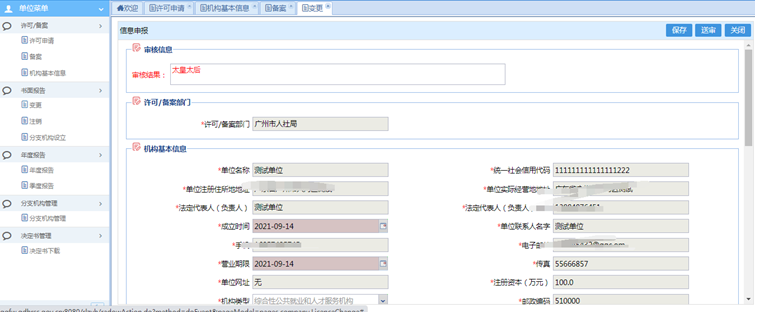 单位菜单
欢迎 许可申请 机构基本信息 备案 变更
许可/备案
许可申请
备案
机构基本信息
书面报告
变更
注销
分支机构设立
年度报告
年度报告
季度报告
分支机构管理
分支机构管理
决定书管理
决定书下载
信息申报 保存 送审 关闭
审核信息
审核结果：
许可/备案部门
*许可/备案部门 广州市人社局
机构基本信息
*单位名称 测试单位 *统一社会信用代码 111111111111111222
*单位注册住所地地址 *单位实际经营地地址
*法定代表人（负责人） 测试单位 *法定代表人（负责人）
*成立时间 2021-09-14 *单位联系人名字 测试单位
*电子邮
*营业期限 2021-09-14 *传真 55666857
*单位网址 无 *注册资本（万元） 100.0
*机构类型 综合性公共就业和人才服务机构 *邮政编码 510000